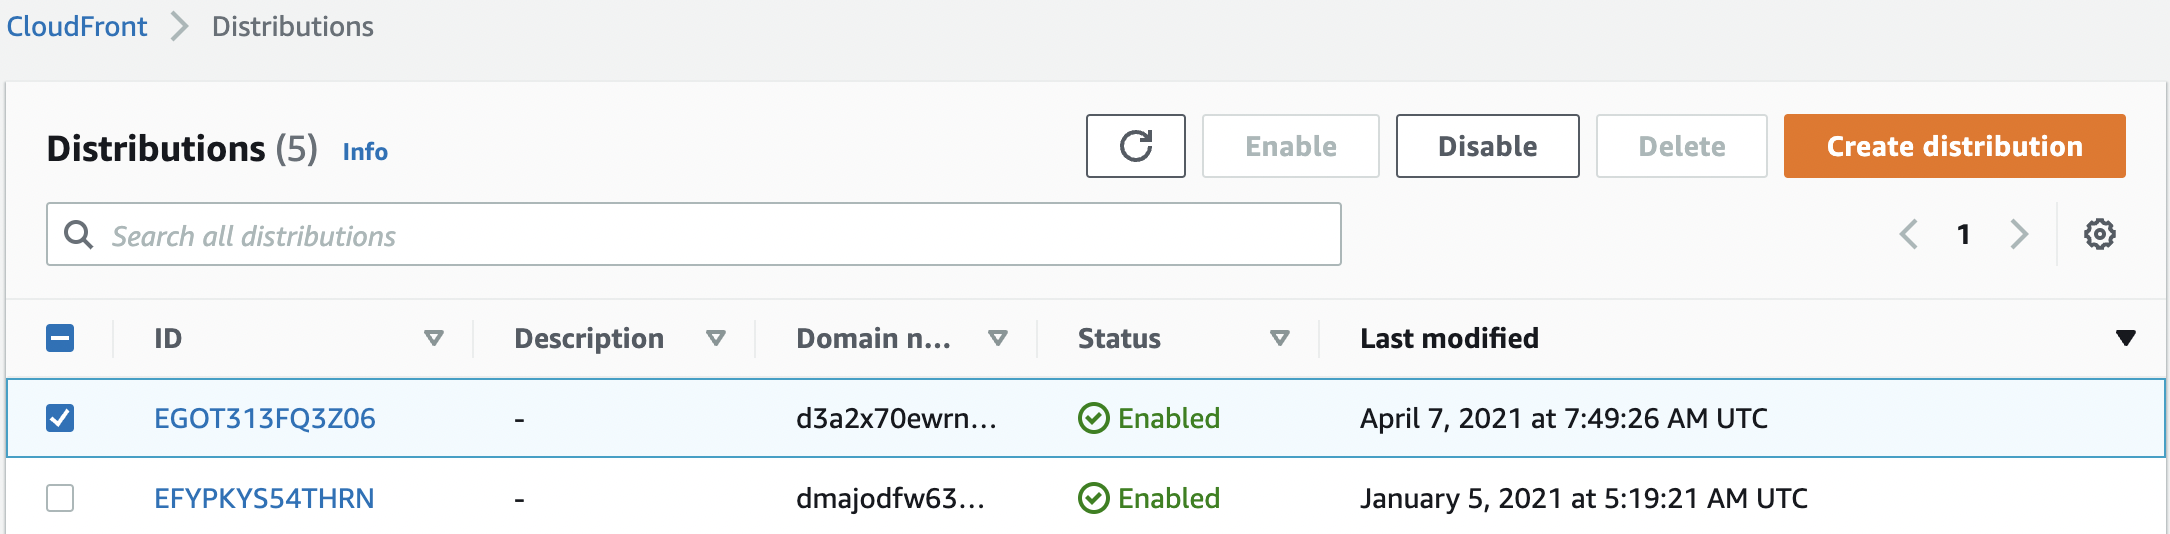 CloudFront Distributions
Distributions (5) Info Enable Disable Delete Create distribution
Search all distributions 1
ID Description Domain n... Status Last modified
EGOT313FQ3Z06 - d3a2x70ewrn... Enabled April 7, 2021 at 7:49:26 AM UTC
EFYPKYS54THRN - dmajodfw63... Enabled January 5, 2021 at 5:19:21 AM UTC